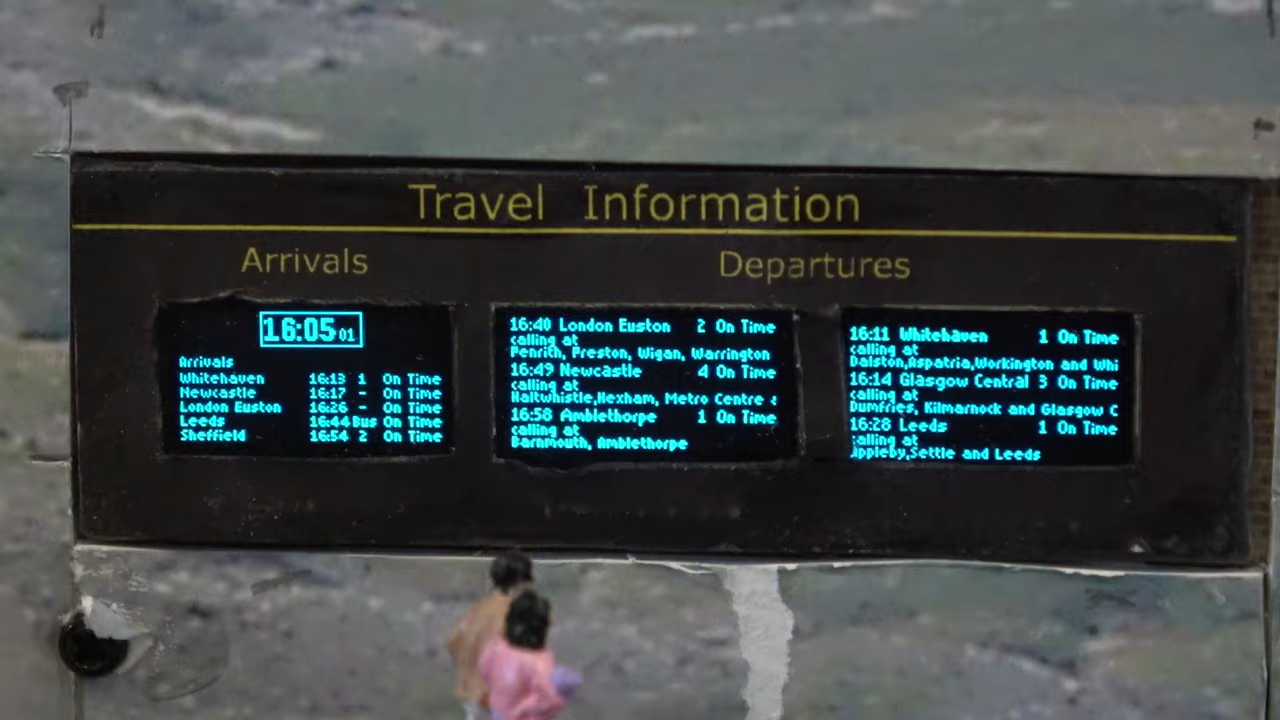 Travel Information
Arrivals
Departures
16:05 01
Arrivals
Whitehaven 16:13 1 On Time
Newcastle 16:17 - On Time
London Euston 16:26 - On Time
Leeds 16:44 Bus On Time
Sheffield 16:54 2 On Time
16:40 London Euston 2 On Time
calling at
Penrith, Preston, Wigan, Warrington
16:49 Newcastle 4 On Time
calling at
Haltwhistle,Hexham, Metro Centre
16:58 Amblethorpe 1 On Time
calling at
Barnmouth, Amblethorpe
16:11 Whitehaven 1 On Time
calling at
Dalston,Aspatria,Workington and Whi
16:14 Glasgow Central 3 On Time
calling at
Dumfries, Kilmarnock and Glasgow C
16:28 Leeds 1 On Time
calling at
Appleby,Settle and Leeds